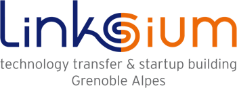 Linksium
technology transfer & startup building
Grenoble Alpes